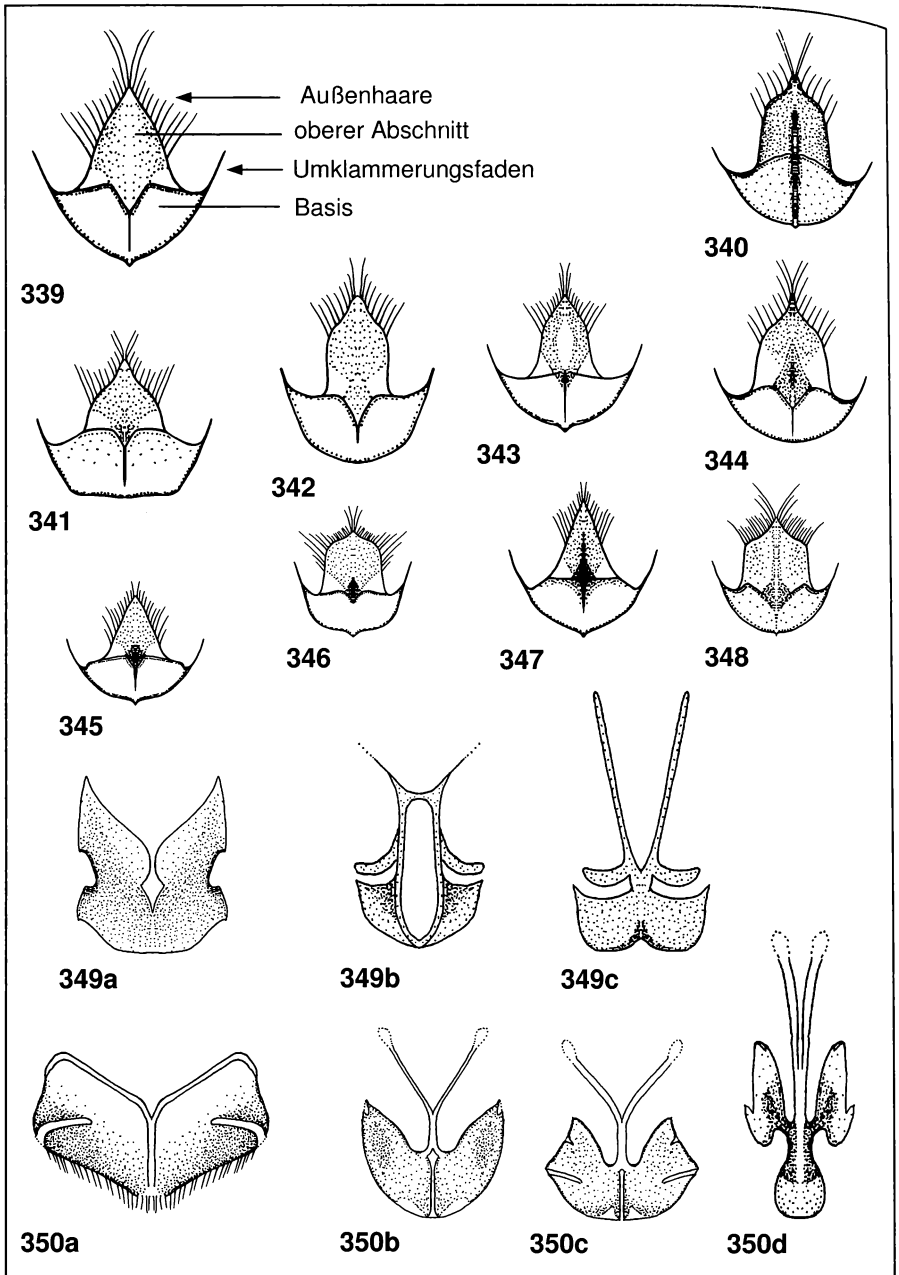 Außenhaare
oberer Abschnitt
Umklammerungsfaden
Basis
339
340
341
342
343
344
345
346
347
348
349a
349b
349c
350a
350b
350c
350d